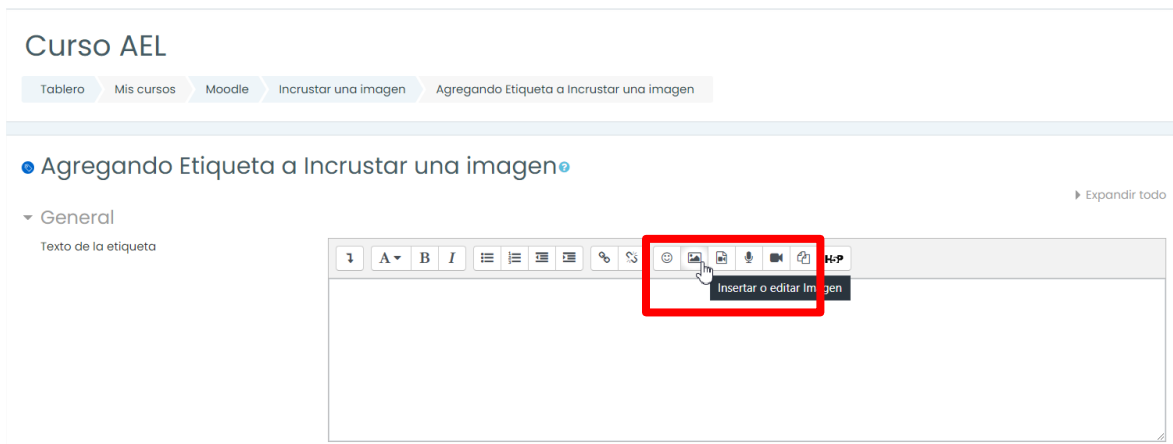 Curso AEL
Tablero Mis cursos Moodle Incrustar una imagen Agregando Etiqueta a Incrustar una imagen
Agregando Etiqueta a Incrustar una imagen
Expandir todo
General
Texto de la etiqueta
A B I H-P
Insertar o editar Imagen